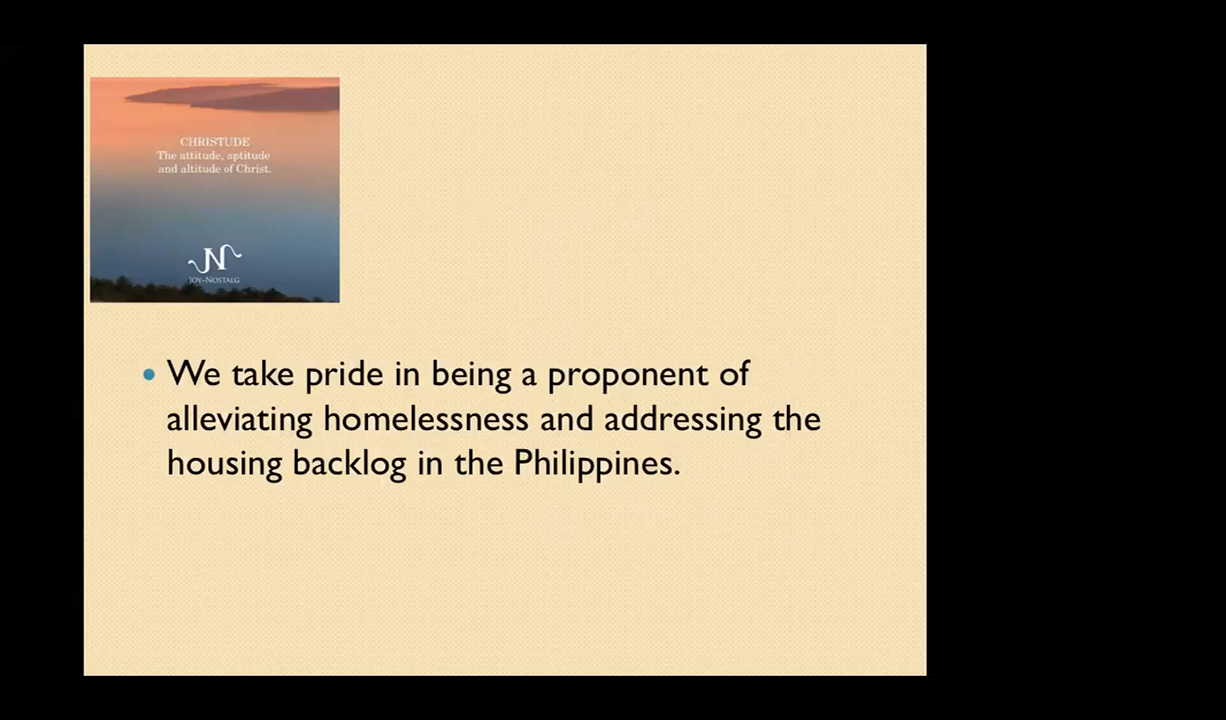 CHRISTUDE
The attitude, aptitude
and altitude of Christ.
JN
JOY-NOSTALG
• We take pride in being a proponent of
alleviating homelessness and addressing the
housing backlog in the Philippines.